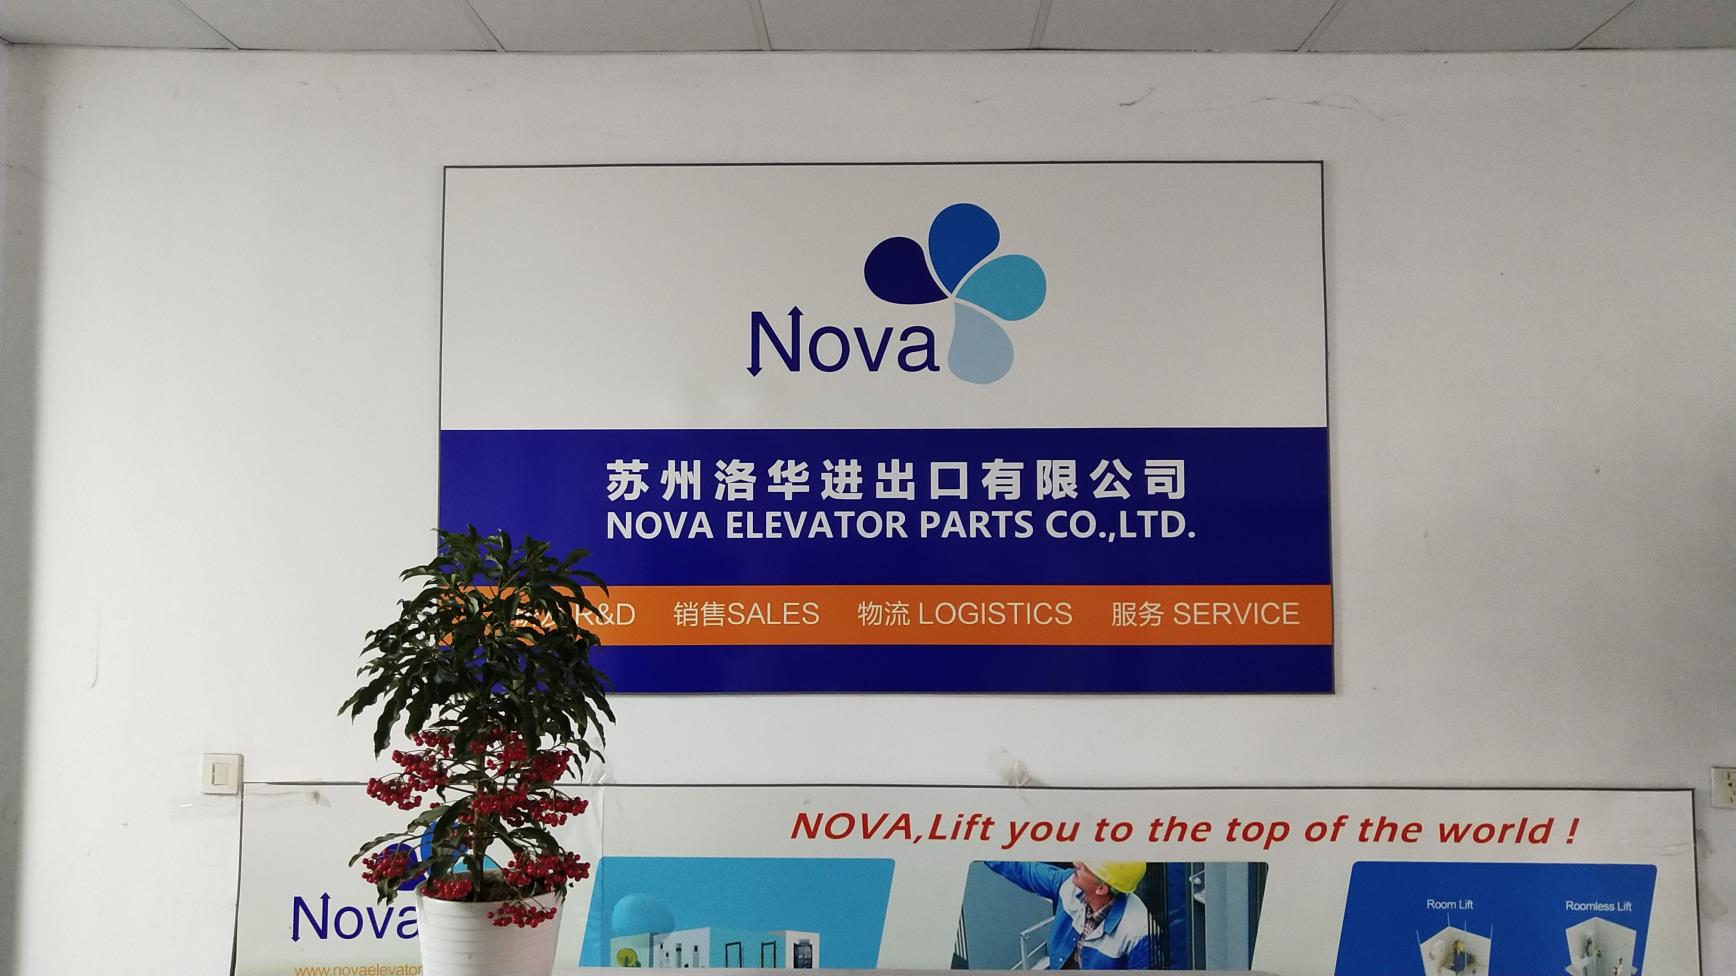 Nova
苏州洛华进出口有限公司
NOVA ELEVATOR PARTS CO.,LTD.
R&D 销售SALES 物流 LOGISTICS 服务 SERVICE
NOVA,Lift you to the top of the world !
Nova
www.novaelevator
Room Lift
Roomless Lift